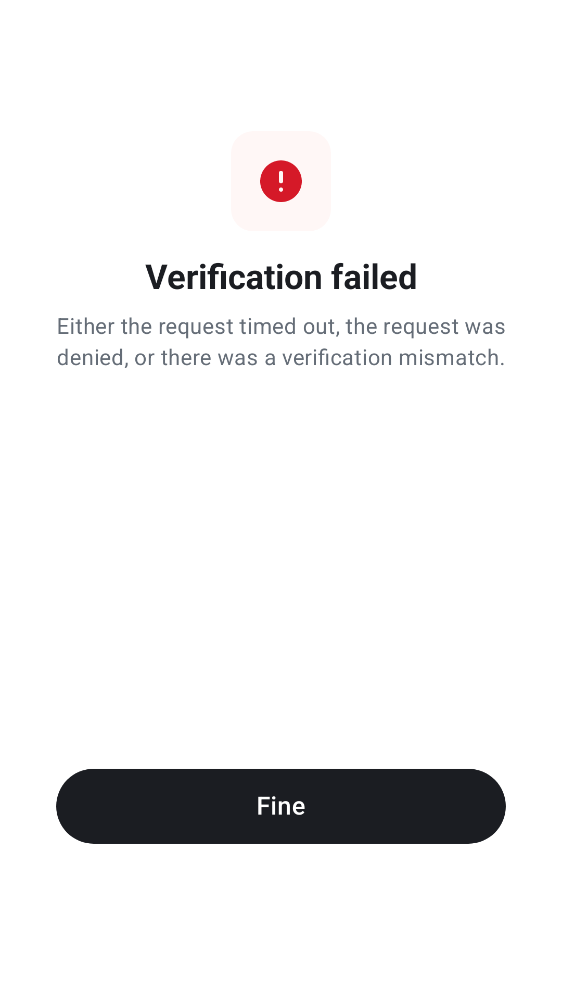 Verification failed
Either the request timed out, the request was
denied, or there was a verification mismatch.
Fine